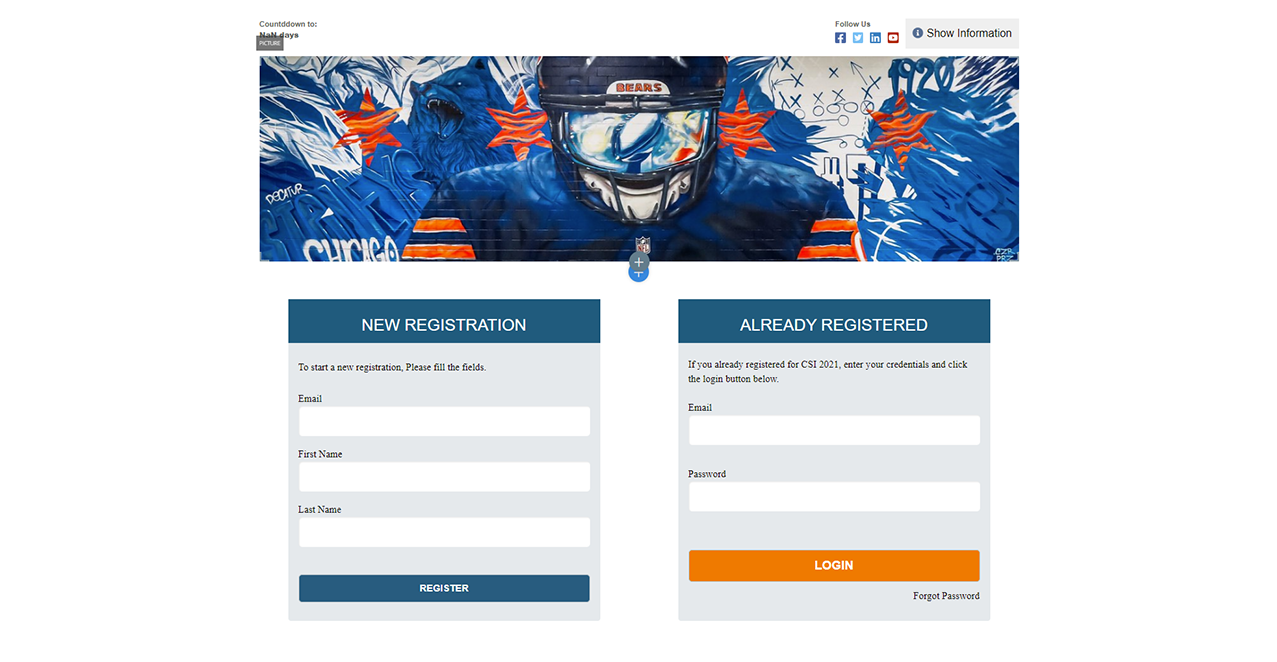 Countddown to:
NaN days
PICTURE
Follow Us
Show Information
BEARS
1920
DECATUR
CHICAGO
NFL
NEW REGISTRATION
To start a new registration, Please fill the fields.
Email
First Name
Last Name
REGISTER
ALREADY REGISTERED
If you already registered for CSI 2021, enter your credentials and click
the login button below.
Email
Password
LOGIN
Forgot Password